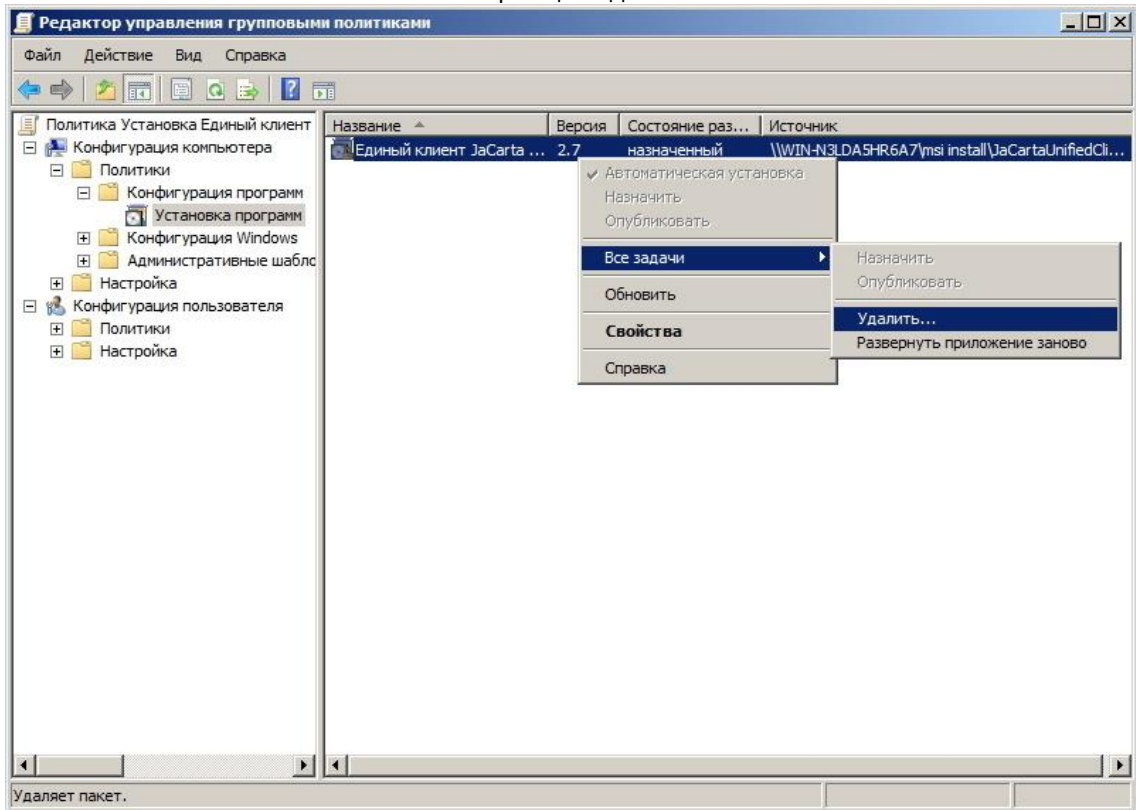 Редактор управления групповыми политиками
Файл Действие Вид Справка
Политика Установка Единый клиент
Конфигурация компьютера
Политики
Конфигурация программ
Установка программ
Конфигурация Windows
Административные шабло
Настройка
Конфигурация пользователя
Политики
Настройка
Название Версия Состояние раз... Источник
Единый клиент JaCarta ... 2.7 назначенный \\WIN-N3LDA5HR6A7\msi install\JaCartaUnifiedCli...
Автоматическая установка
Назначить
Опубликовать
Все задачи
Обновить
Свойства
Справка
Назначить
Опубликовать
Удалить...
Развернуть приложение заново
Удаляет пакет.